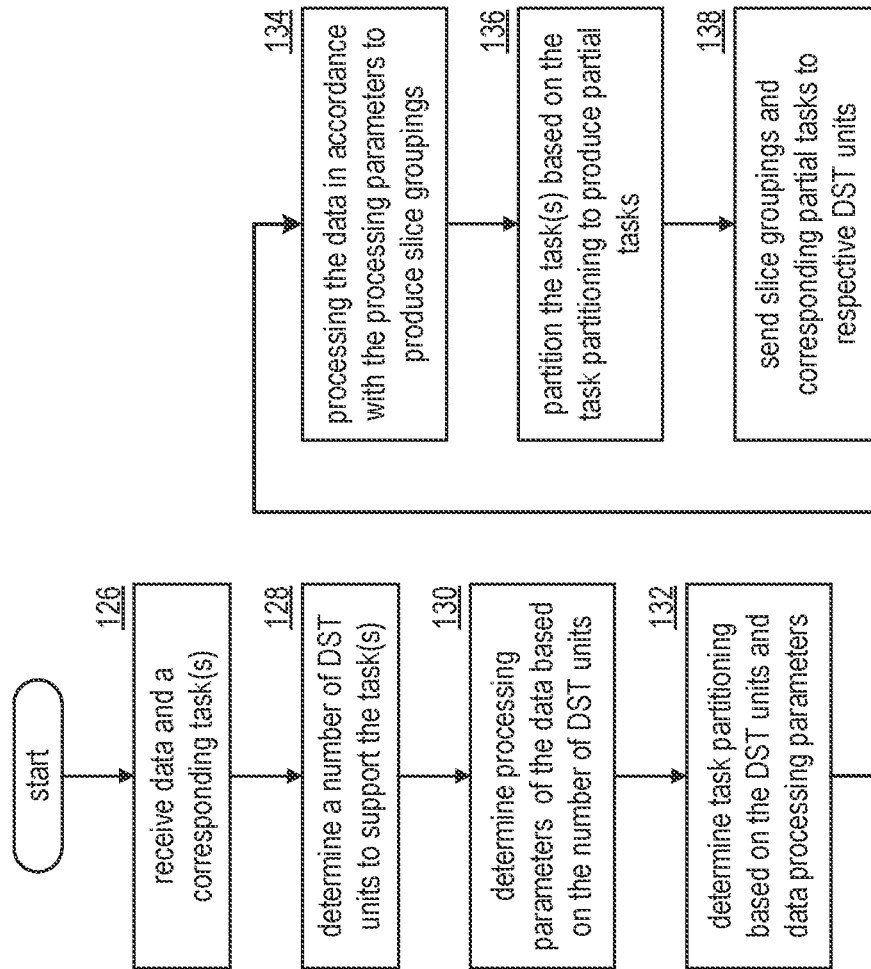 start
126
receive data and a
corresponding task(s)
128
determine a number of DST
units to support the task(s)
130
determine processing
parameters of the data based
on the number of DST units
132
determine task partitioning
based on the DST units and
data processing parameters
134
processing the data in accordance
with the processing parameters to
produce slice groupings
136
partition the task(s) based on the
task partitioning to produce partial
tasks
138
send slice groupings and
corresponding partial tasks to
respective DST units